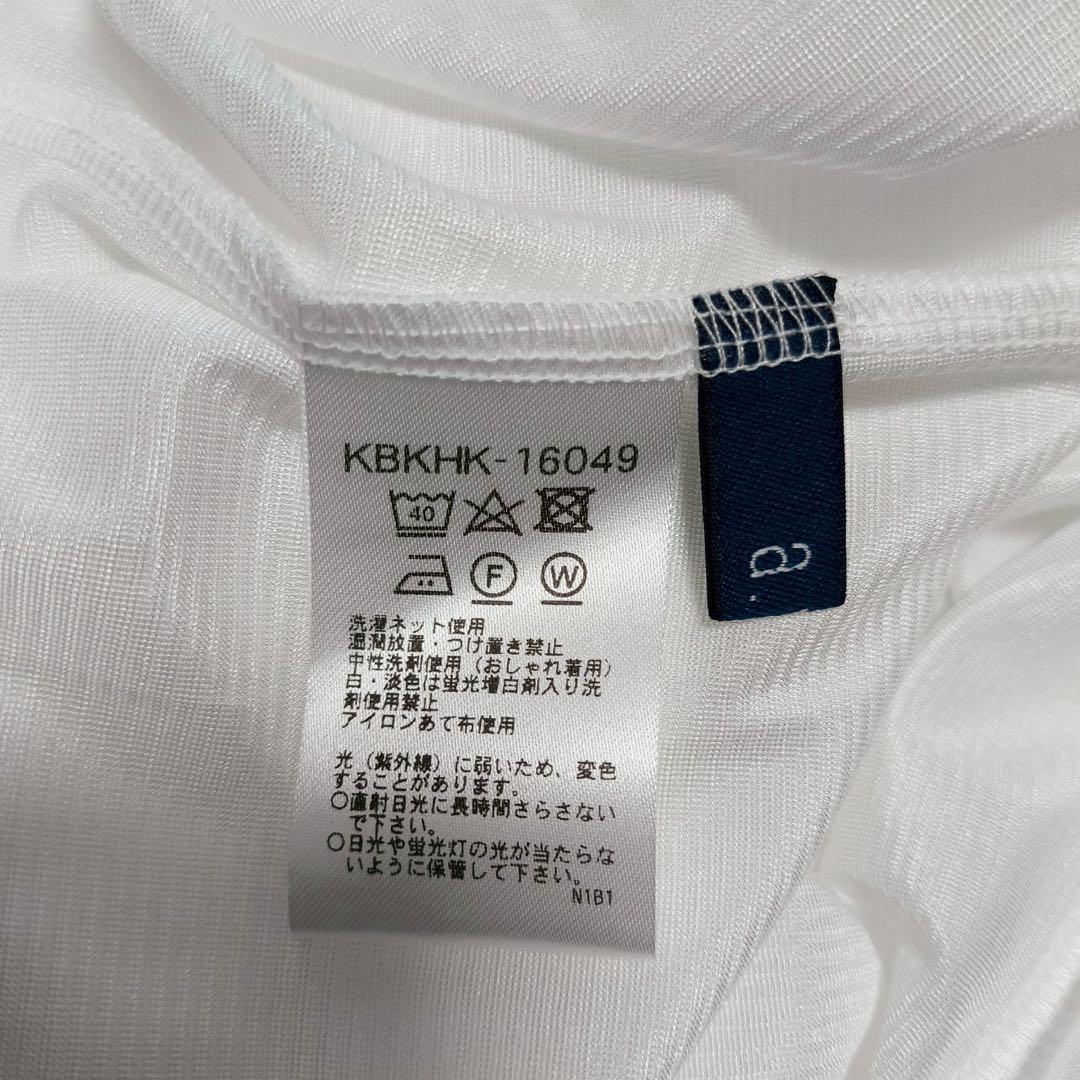 KBKHK-16049
40
F W
洗濯ネット使用
湿潤放置・つけ置き禁止
中性洗剤使用（おしゃれ着用）
白・淡色は蛍光増白剤入り洗
剤使用禁止
アイロンあて布使用
光（紫外線）に弱いため、変色
することがあります。
○直射日光に長時間さらさない
で下さい。
○日光や蛍光灯の光が当たらな
いように保管して下さい。
N1B1
a.